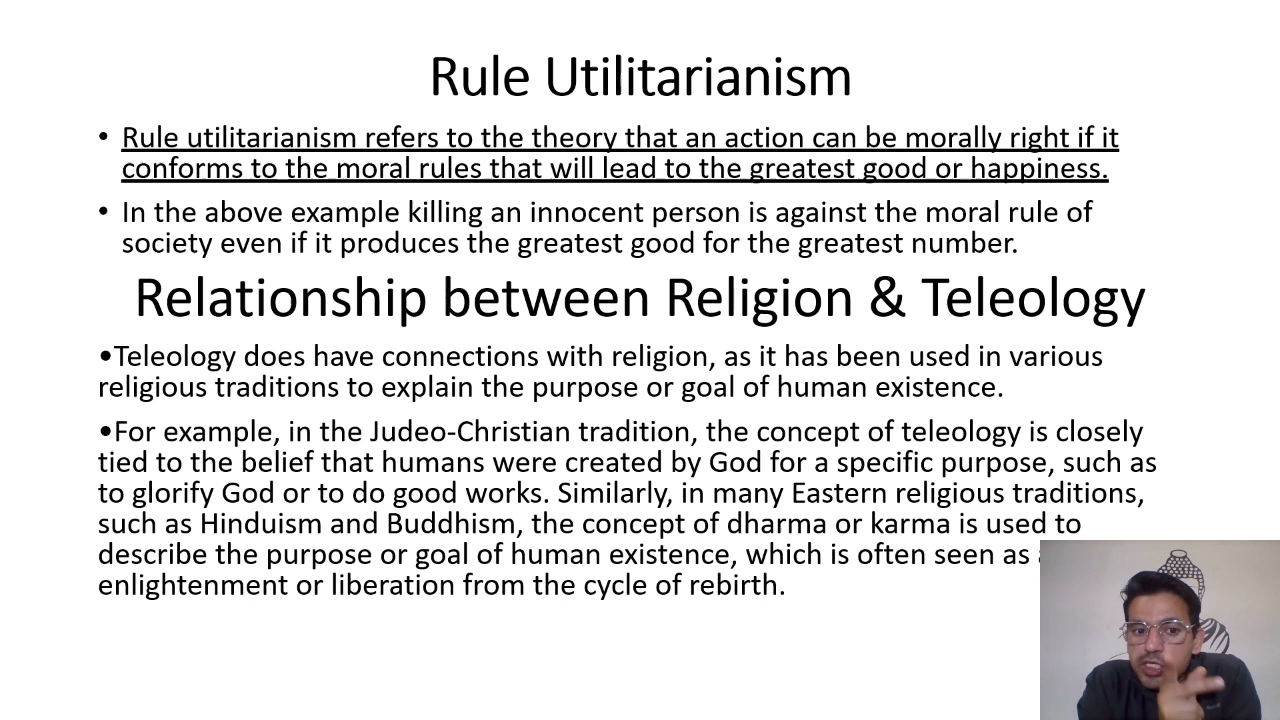 Rule Utilitarianism
• Rule utilitarianism refers to the theory that an action can be morally right if it
conforms to the moral rules that will lead to the greatest good or happiness.
• In the above example killing an innocent person is against the moral rule of
society even if it produces the greatest good for the greatest number.
Relationship between Religion & Teleology
•Teleology does have connections with religion, as it has been used in various
religious traditions to explain the purpose or goal of human existence.
•For example, in the Judeo-Christian tradition, the concept of teleology is closely
tied to the belief that humans were created by God for a specific purpose, such as
to glorify God or to do good works. Similarly, in many Eastern religious traditions,
such as Hinduism and Buddhism, the concept of dharma or karma is used to
describe the purpose or goal of human existence, which is often seen as
enlightenment or liberation from the cycle of rebirth.